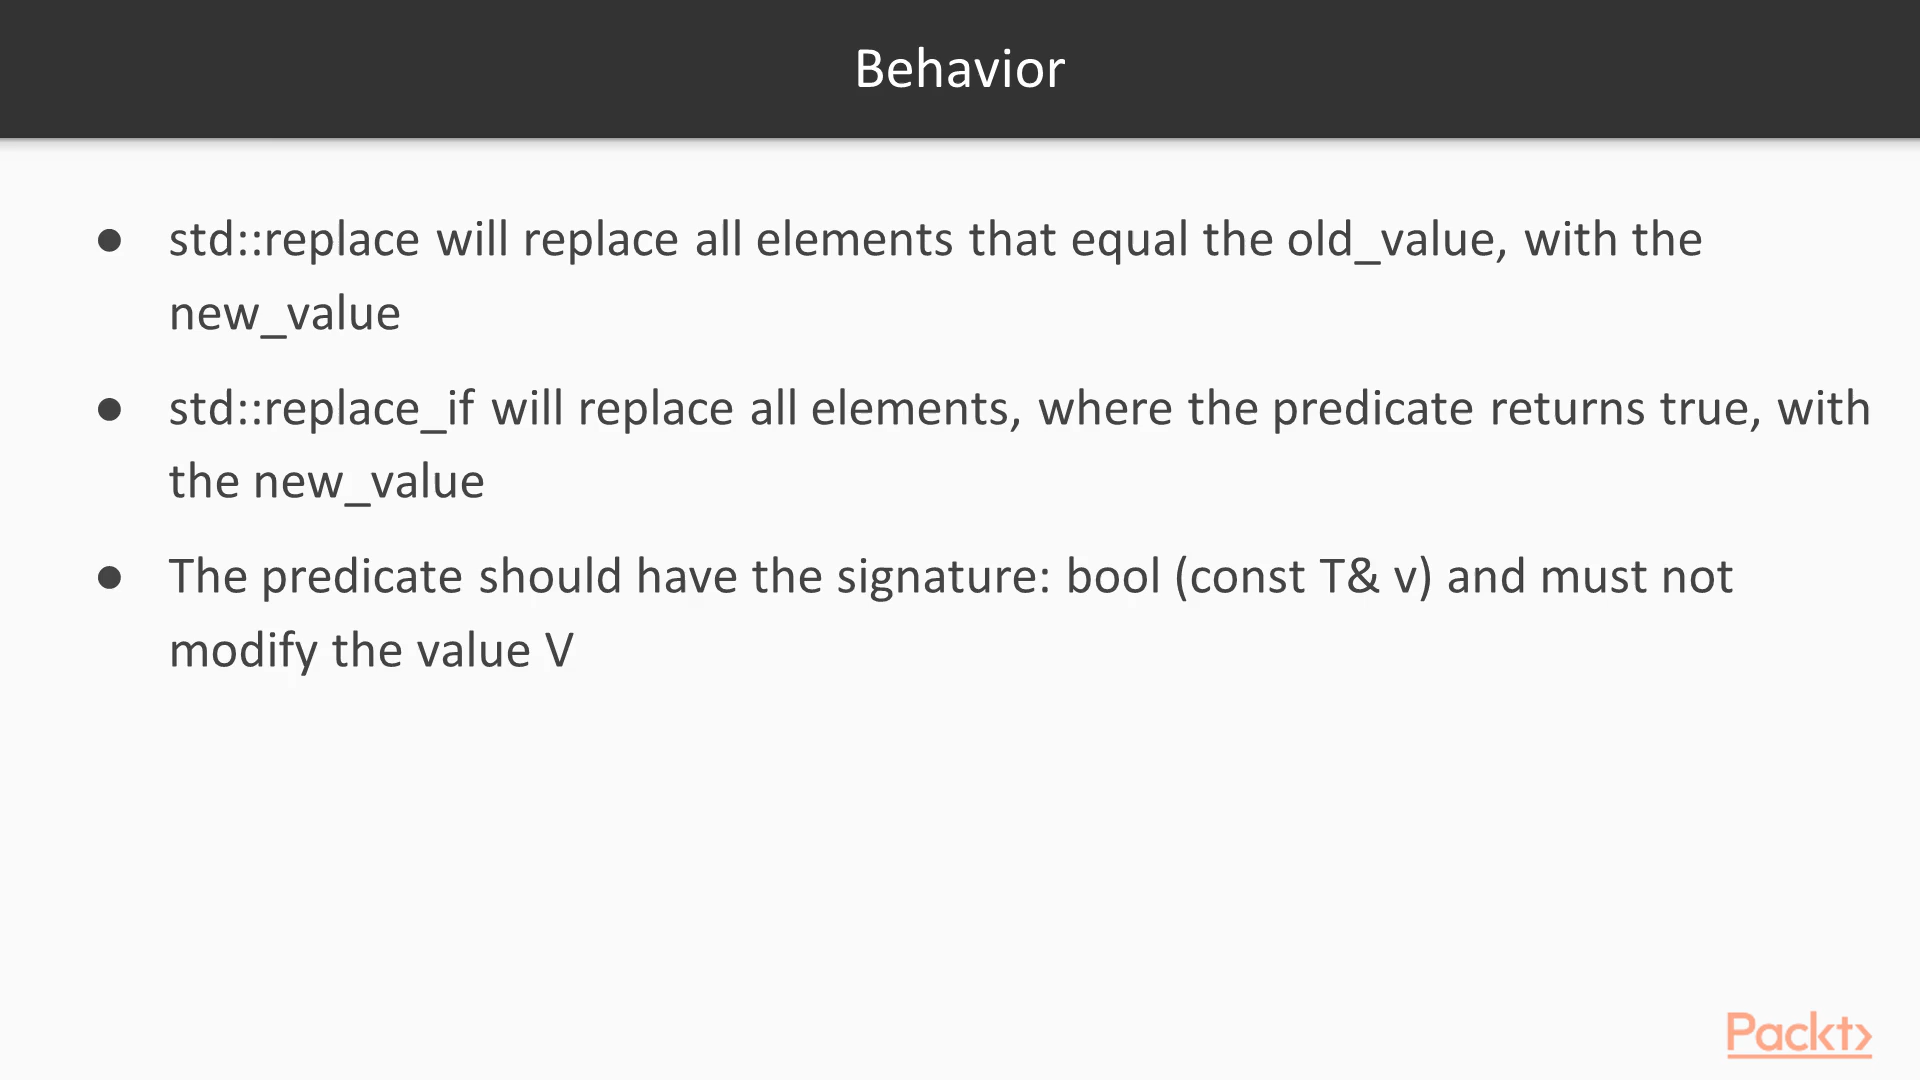 Behavior
● std::replace will replace all elements that equal the old_value, with the
new_value
● std::replace_if will replace all elements, where the predicate returns true, with
the new_value
● The predicate should have the signature: bool (const T& v) and must not
modify the value V
Packt>